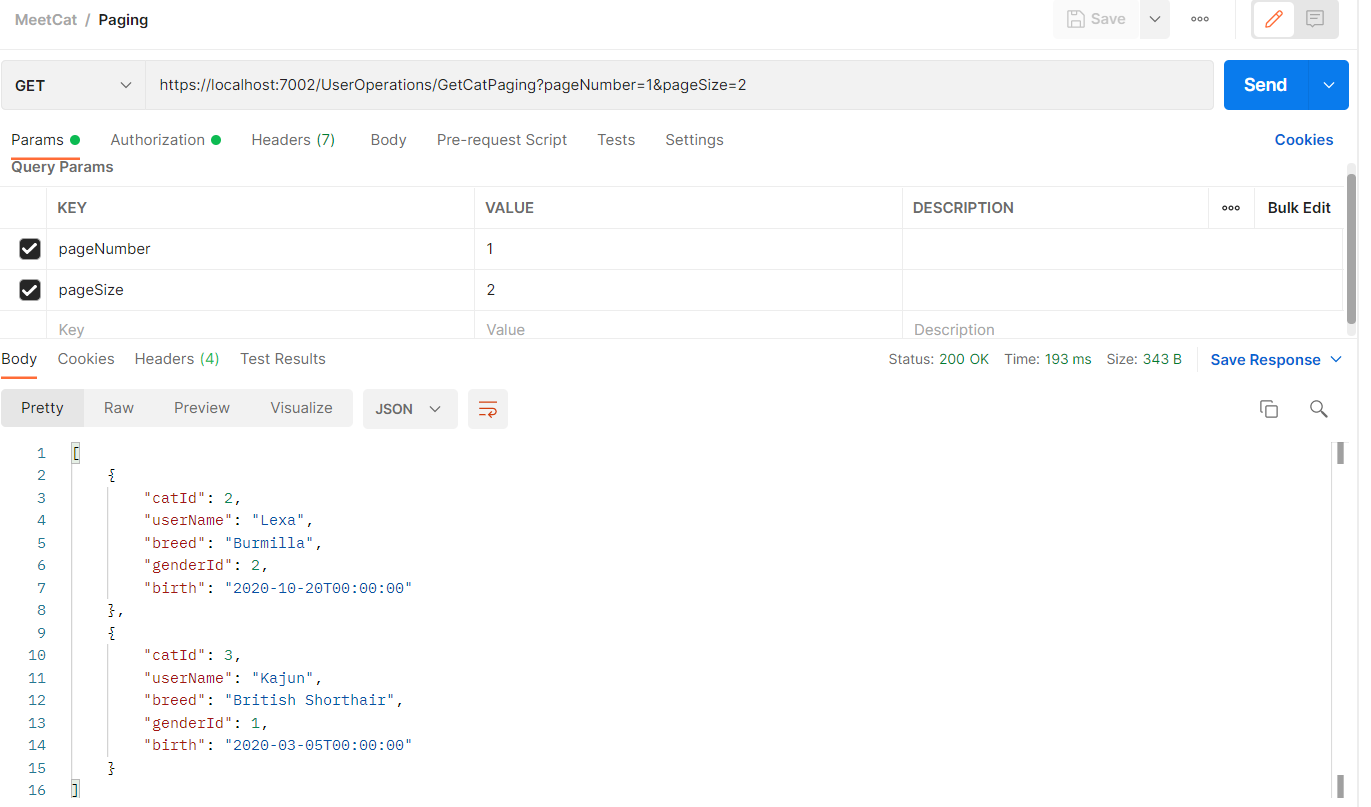 MeetCat / Paging
Save
GET
https://localhost:7002/UserOperations/GetCatPaging?pageNumber=1&pageSize=2
Send
Params Authorization Headers (7) Body Pre-request Script Tests Settings Cookies
Query Params
KEY VALUE DESCRIPTION Bulk Edit
pageNumber 1
pageSize 2
Key Value Description
Body Cookies Headers (4) Test Results Status: 200 OK Time: 193 ms Size: 343 B Save Response
Pretty Raw Preview Visualize JSON
1 [
2 {
3 "catId": 2,
4 "userName": "Lexa",
5 "breed": "Burmilla",
6 "genderId": 2,
7 "birth": "2020-10-20T00:00:00"
8 },
9 {
10 "catId": 3,
11 "userName": "Kajun",
12 "breed": "British Shorthair",
13 "genderId": 1,
14 "birth": "2020-03-05T00:00:00"
15 }
16 ]